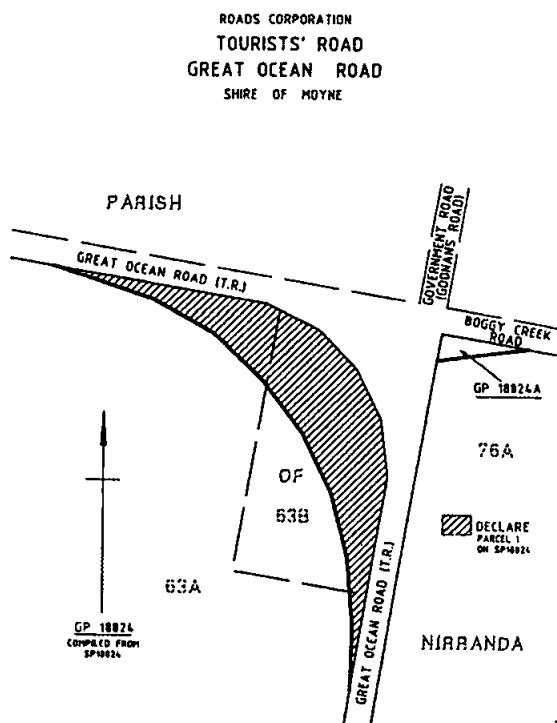 ROADS CORPORATION
TOURISTS' ROAD
GREAT OCEAN ROAD
SHIRE OF MOYNE
PARISH
GOVERNMENT ROAD
(GOONANS ROAD)
GREAT OCEAN ROAD (T.R.)
BOGGY CREEK
ROAD
GP 18824A
76A
OF
63B
DECLARE
PARCEL 1
ON SP18824
63A
GREAT OCEAN ROAD (T.R.)
GP 18824
COMPILED FROM
SP18824
NIRRANDA